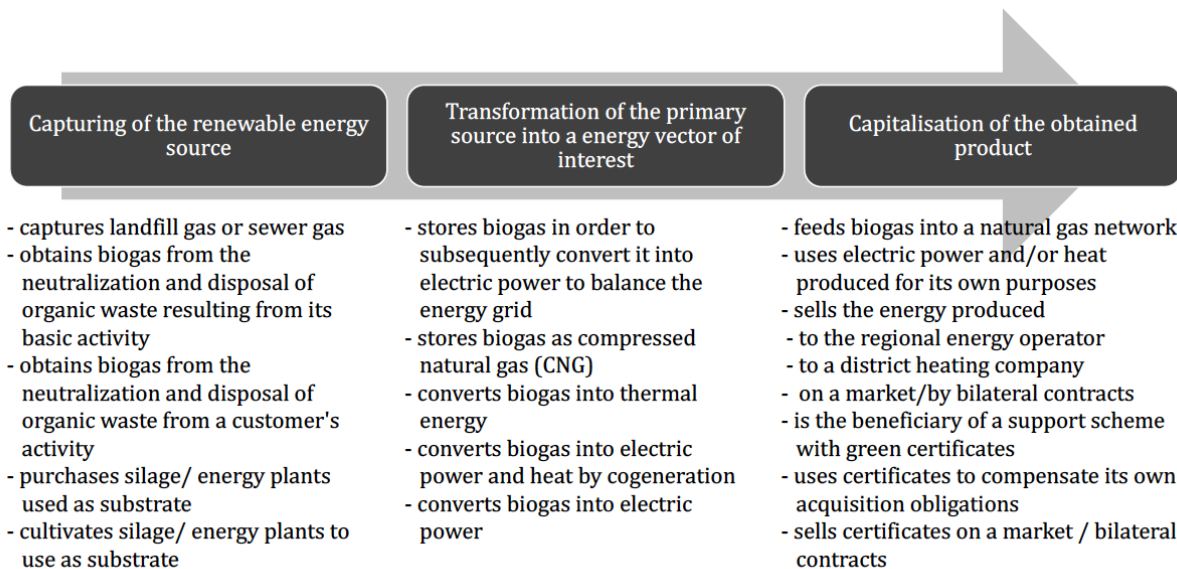 Capturing of the renewable energy
source
Transformation of the primary
source into a energy vector of
interest
Capitalisation of the obtained
product
- captures landfill gas or sewer gas
- obtains biogas from the
neutralization and disposal of
organic waste resulting from its
basic activity
- obtains biogas from the
neutralization and disposal of
organic waste from a customer's
activity
- purchases silage/ energy plants
used as substrate
- cultivates silage/ energy plants to
use as substrate
- stores biogas in order to
subsequently convert it into
electric power to balance the
energy grid
- stores biogas as compressed
natural gas (CNG)
- converts biogas into thermal
energy
- converts biogas into electric
power and heat by cogeneration
- converts biogas into electric
power
- feeds biogas into a natural gas network
- uses electric power and/or heat
produced for its own purposes
- sells the energy produced
- to the regional energy operator
- to a district heating company
- on a market/by bilateral contracts
- is the beneficiary of a support scheme
with green certificates
- uses certificates to compensate its own
acquisition obligations
- sells certificates on a market / bilateral
contracts